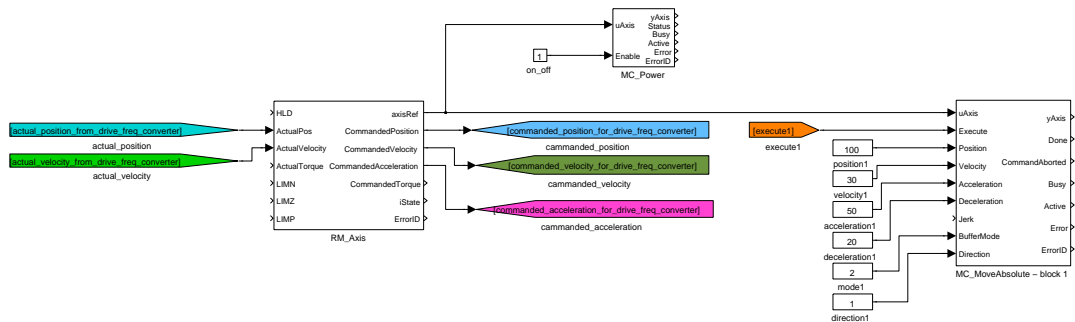 uAxis
Enable
yAxis
Status
Busy
Active
Error
ErrorID
MC_Power
1
on_off
[actual_position_from_drive_freq_converter]
actual_position
[actual_velocity_from_drive_freq_converter]
actual_velocity
HLD
ActualPos
ActualVelocity
ActualTorque
LIMN
LIMZ
LIMP
axisRef
CommandedPosition
CommandedVelocity
CommandedAcceleration
CommandedTorque
iState
ErrorID
RM_Axis
[commanded_position_for_drive_freq_converter]
cammanded_position
[commanded_velocity_for_drive_freq_converter]
cammanded_velocity
[commanded_acceleration_for_drive_freq_converter]
cammanded_acceleration
[execute1]
execute1
100
position1
30
velocity1
50
acceleration1
20
deceleration1
2
mode1
1
direction1
uAxis
Execute
Position
Velocity
Acceleration
Deceleration
Jerk
BufferMode
Direction
yAxis
Done
CommandAborted
Busy
Active
Error
ErrorID
MC_MoveAbsolute – block 1